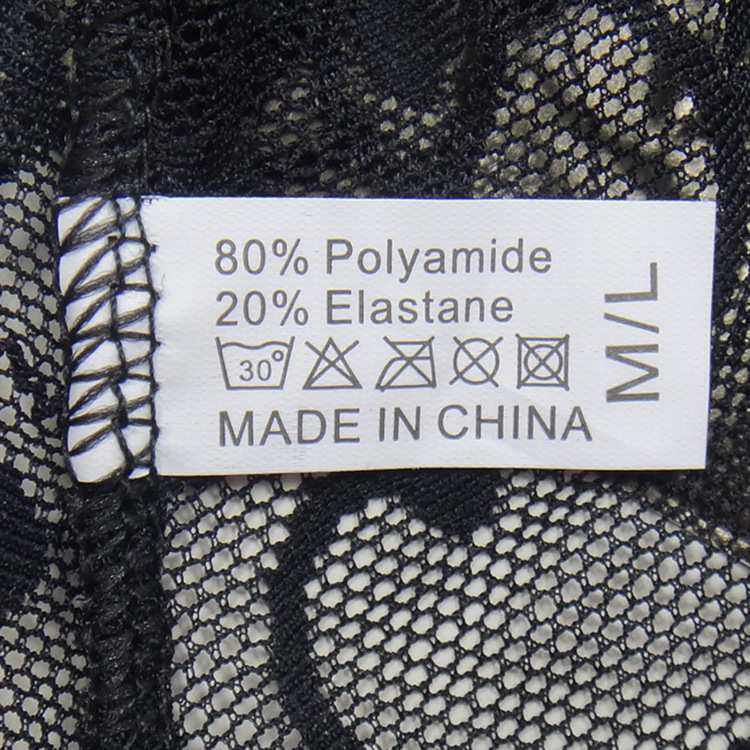 80% Polyamide
20% Elastane
30°
MADE IN CHINA
M/L